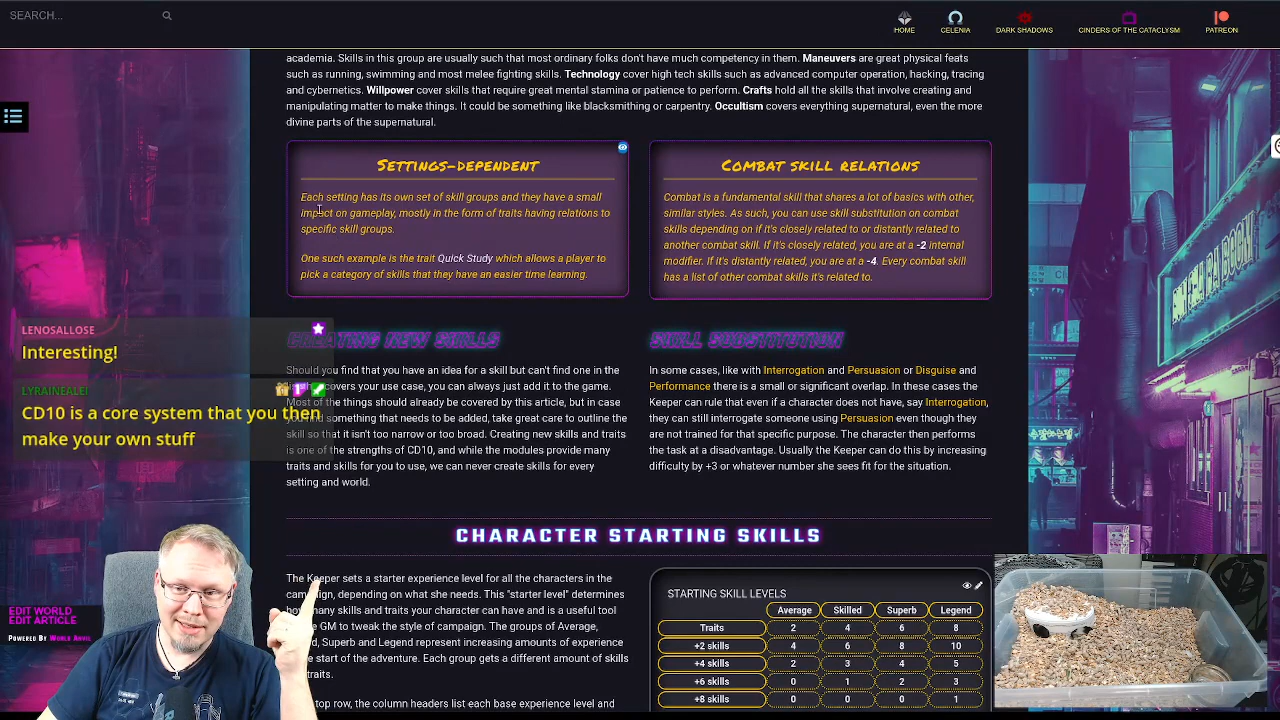 SEARCH...
HOME
CELENIA
DARK SHADOWS
CINDERS OF THE CATACLYSM
PATREON
academia. Skills in this group are usually such that most ordinary folks don't have much competency in them. Maneuvers are great physical feats
such as running, swimming and most melee fighting skills. Technology cover high tech skills such as advanced computer operation, hacking, tracing
and cybernetics. Willpower cover skills that require great mental stamina or patience to perform. Crafts hold all the skills that involve creating and
manipulating matter to make things. It could be something like blacksmithing or carpentry. Occultism covers everything supernatural, even the more
divine parts of the supernatural.
Settings-dependent
Each setting has its own set of skill groups and they have a small
impact on gameplay, mostly in the form of traits having relations to
specific skill groups.
One such example is the trait Quick Study which allows a player to
pick a category of skills that they have an easier time learning.
Combat skill relations
Combat is a fundamental skill that shares a lot of basics with other,
similar styles. As such, you can use skill substitution on combat
skills depending on if it's closely related to or distantly related to
another combat skill. If it's closely related, you are at a -2 internal
modifier. If it's distantly related, you are at a -4. Every combat skill
has a list of other combat skills it's related to.
LENOSALLOSE
Interesting!
LYRAINEALEI
CD10 is a core system that you then
make your own stuff
CREATING NEW SKILLS
Should you find that you have an idea for a skill but can't find one in the
covers your use case, you can always just add it to the game.
Most of the things should already be covered by this article, but in case
you find something that needs to be added, take great care to outline the
skill so that it isn't too narrow or too broad. Creating new skills and traits
is one of the strengths of CD10, and while the modules provide many
traits and skills for you to use, we can never create skills for every
setting and world.
SKILL SUBSTITUTION
In some cases, like with Interrogation and Persuasion or Disguise and
Performance there is a small or significant overlap. In these cases the
Keeper can rule that even if a character does not have, say Interrogation,
they can still interrogate someone using Persuasion even though they
are not trained for that specific purpose. The character then performs
the task at a disadvantage. Usually the Keeper can do this by increasing
difficulty by +3 or whatever number she sees fit for the situation.
CHARACTER STARTING SKILLS
The Keeper sets a starter experience level for all the characters in the
campaign, depending on what she needs. This "starter level" determines
how many skills and traits your character can have and is a useful tool
GM to tweak the style of campaign. The groups of Average,
Superb and Legend represent increasing amounts of experience
start of the adventure. Each group gets a different amount of skills
traits.
top row, the column headers list each base experience level and
STARTING SKILL LEVELS
Average Skilled Superb Legend
Traits 2 4 6 8
+2 skills 4 6 8 10
+4 skills 2 3 4 5
+6 skills 0 1 2 3
+8 skills 0 0 0 1
EDIT WORLD
EDIT ARTICLE
POWERED BY WORLD ANVIL